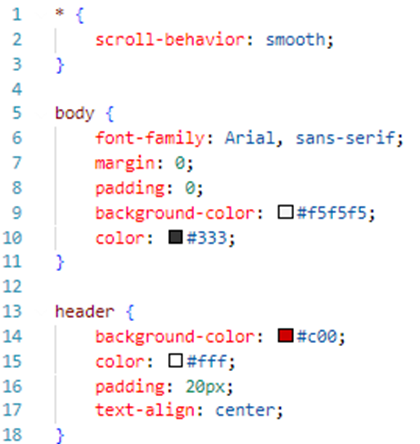 1 * {
2 scroll-behavior: smooth;
3 }
4
5 body {
6 font-family: Arial, sans-serif;
7 margin: 0;
8 padding: 0;
9 background-color: #f5f5f5;
10 color: #333;
11 }
12
13 header {
14 background-color: #c00;
15 color: #fff;
16 padding: 20px;
17 text-align: center;
18 }